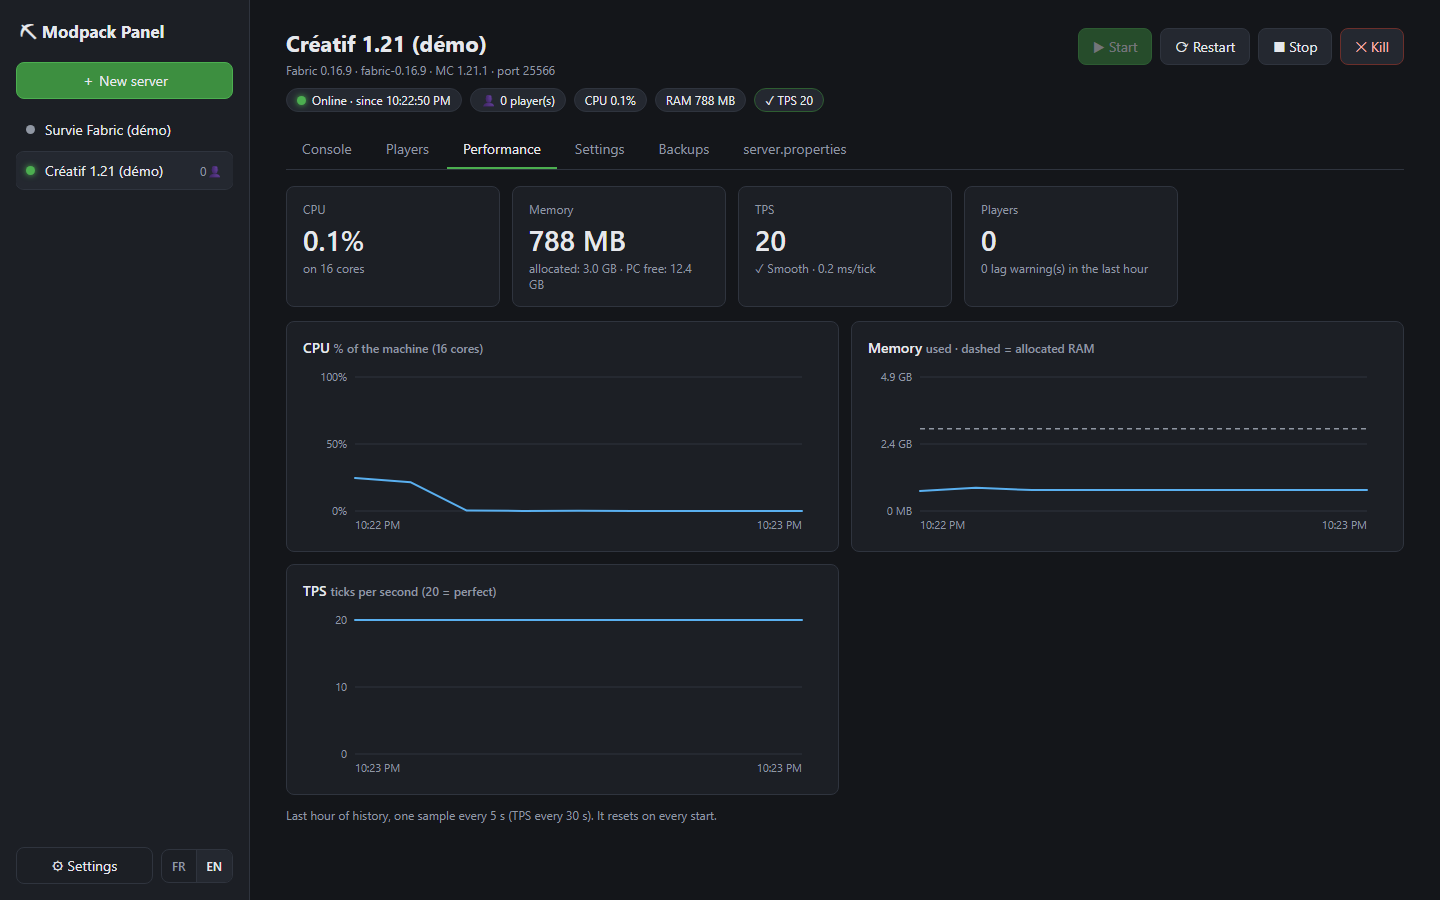 ⛏ Modpack Panel
+ New server
Survie Fabric (démo)
Créatif 1.21 (démo) 0
⚙ Settings
FR EN
Créatif 1.21 (démo)
Fabric 0.16.9 · fabric-0.16.9 · MC 1.21.1 · port 25566
▶ Start ⟳ Restart ■ Stop ✕ Kill
Online · since 10:22:50 PM 0 player(s) CPU 0.1% RAM 788 MB ✓ TPS 20
Console Players Performance Settings Backups server.properties
CPU
0.1%
on 16 cores
Memory
788 MB
allocated: 3.0 GB · PC free: 12.4
GB
TPS
20
✓ Smooth · 0.2 ms/tick
Players
0
0 lag warning(s) in the last hour
CPU % of the machine (16 cores)
100%
50%
0%
10:22 PM 10:23 PM
Memory used · dashed = allocated RAM
4.9 GB
2.4 GB
0 MB
10:22 PM 10:23 PM
TPS ticks per second (20 = perfect)
20
10
0
10:23 PM 10:23 PM
Last hour of history, one sample every 5 s (TPS every 30 s). It resets on every start.